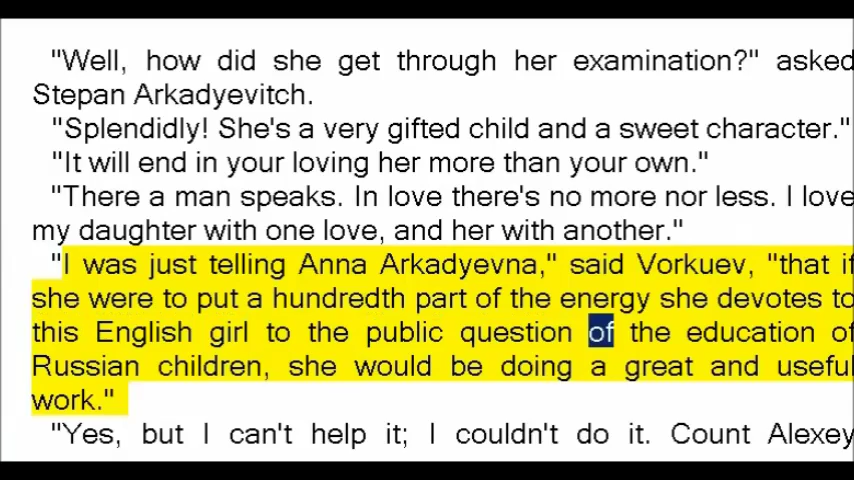 "Well, how did she get through her examination?" asked
Stepan Arkadyevitch.
"Splendidly! She's a very gifted child and a sweet character."
"It will end in your loving her more than your own."
"There a man speaks. In love there's no more nor less. I love
my daughter with one love, and her with another."
"I was just telling Anna Arkadyevna," said Vorkuev, "that if
she were to put a hundredth part of the energy she devotes to
this English girl to the public question of the education of
Russian children, she would be doing a great and useful
work."
"Yes, but I can't help it; I couldn't do it. Count Alexey